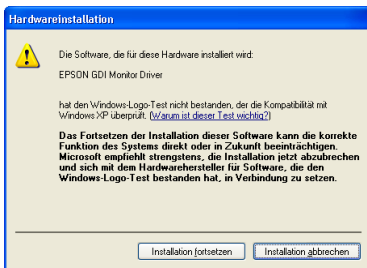 Hardwareinstallation
Die Software, die für diese Hardware installiert wird:
EPSON GDI Monitor Driver
hat den Windows-Logo-Test nicht bestanden, der die Kompatibilität mit
Windows XP überprüft. (Warum ist dieser Test wichtig?)
Das Fortsetzen der Installation dieser Software kann die korrekte
Funktion des Systems direkt oder in Zukunft beeinträchtigen.
Microsoft empfiehlt strengstens, die Installation jetzt abzubrechen
und sich mit dem Hardwarehersteller für Software, die den
Windows-Logo-Test bestanden hat, in Verbindung zu setzen.
Installation fortsetzen
Installation abbrechen